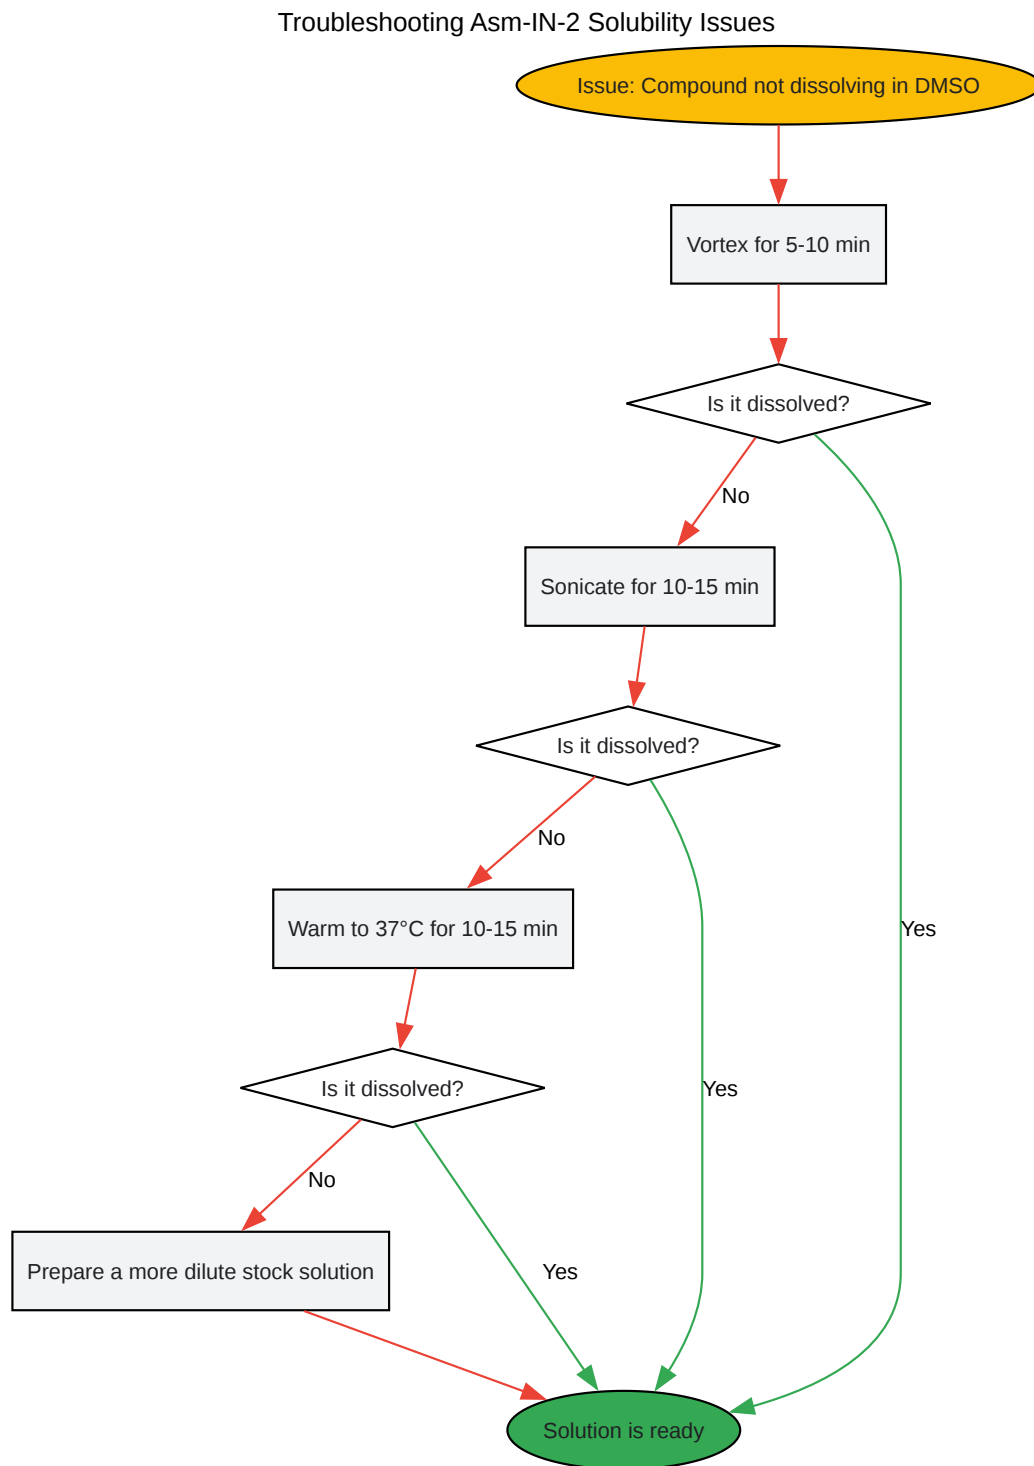 Troubleshooting Asm-IN-2 Solubility Issues
Issue: Compound not dissolving in DMSO
Vortex for 5-10 min
Is it dissolved?
No
Sonicate for 10-15 min
Is it dissolved?
No
Warm to 37°C for 10-15 min
Yes
Is it dissolved?
Yes
No
Prepare a more dilute stock solution
Yes
Solution is ready